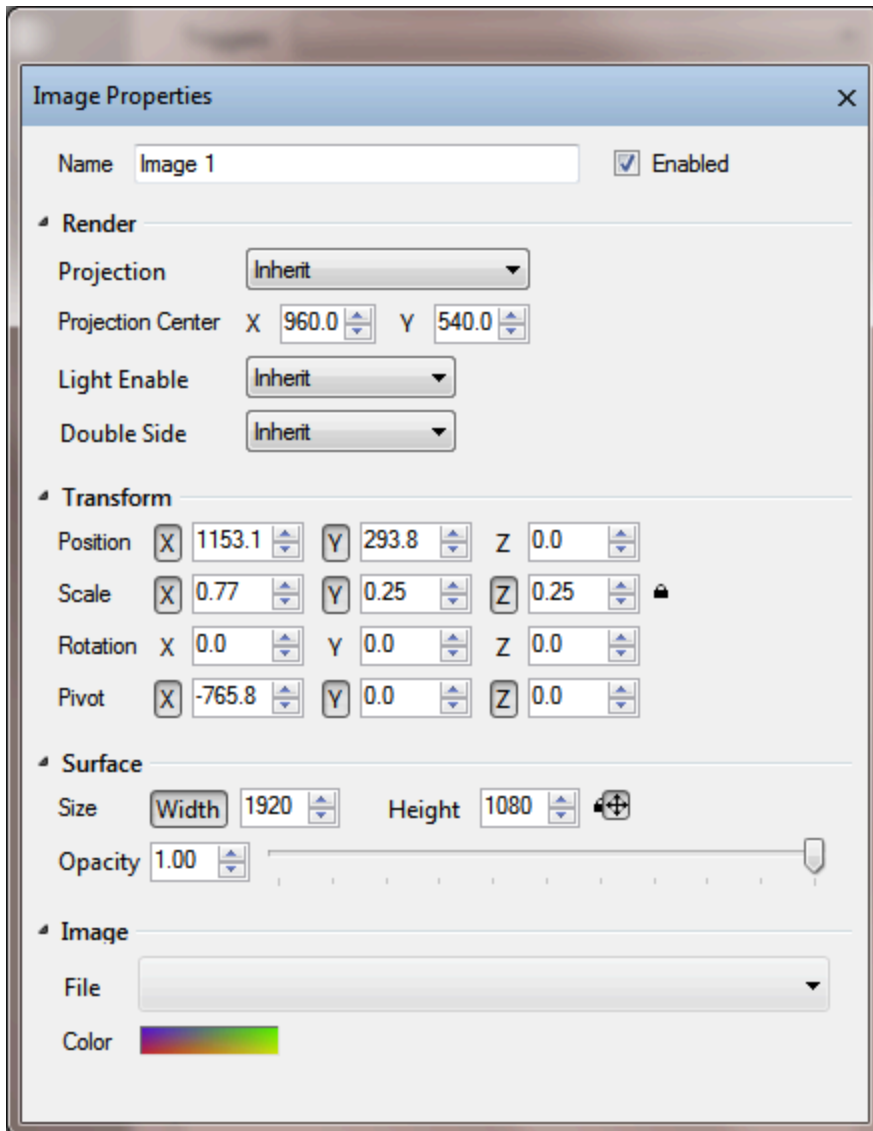 Image Properties
Name Image 1 Enabled
Render
Projection Inherit
Projection Center X 960.0 Y 540.0
Light Enable Inherit
Double Side Inherit
Transform
Position X 1153.1 Y 293.8 Z 0.0
Scale X 0.77 Y 0.25 Z 0.25
Rotation X 0.0 Y 0.0 Z 0.0
Pivot X -765.8 Y 0.0 Z 0.0
Surface
Size Width 1920 Height 1080
Opacity 1.00
Image
File
Color